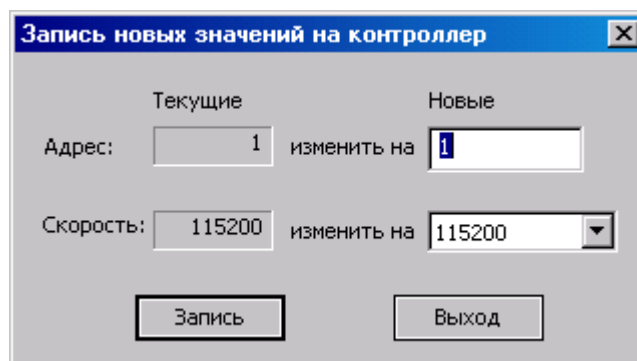 Запись новых значений на контроллер
Текущие Новые
Адрес: 1 изменить на 1
Скорость: 115200 изменить на 115200
Запись Выход